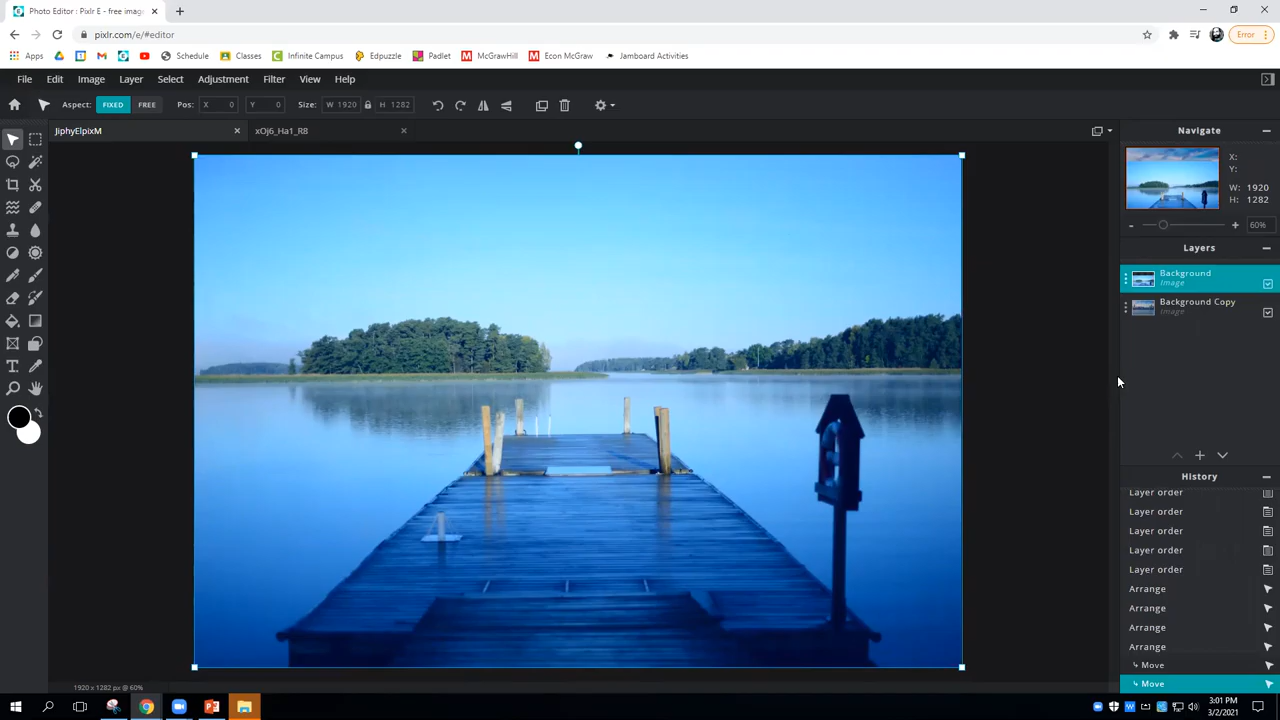 Photo Editor : Pixlr E - free imag
pixlr.com/e/#editor
Error
Apps
Schedule
Classes
Infinite Campus
Edpuzzle
Padlet
McGrawHill
Econ McGraw
Jamboard Activities
File Edit Image Layer Select Adjustment Filter View Help
Aspect: FIXED FREE Pos: X 0 Y 0 Size: W 1920 H 1282
JiphyElpixM
xOj6_Ha1_R8
Navigate
X:
Y:
W: 1920
H: 1282
60%
Layers
Background
Image
Background Copy
Image
History
Layer order
Layer order
Layer order
Layer order
Layer order
Arrange
Arrange
Arrange
Arrange
Move
Move
1920 x 1282 px @ 60%
3:01 PM
3/2/2021